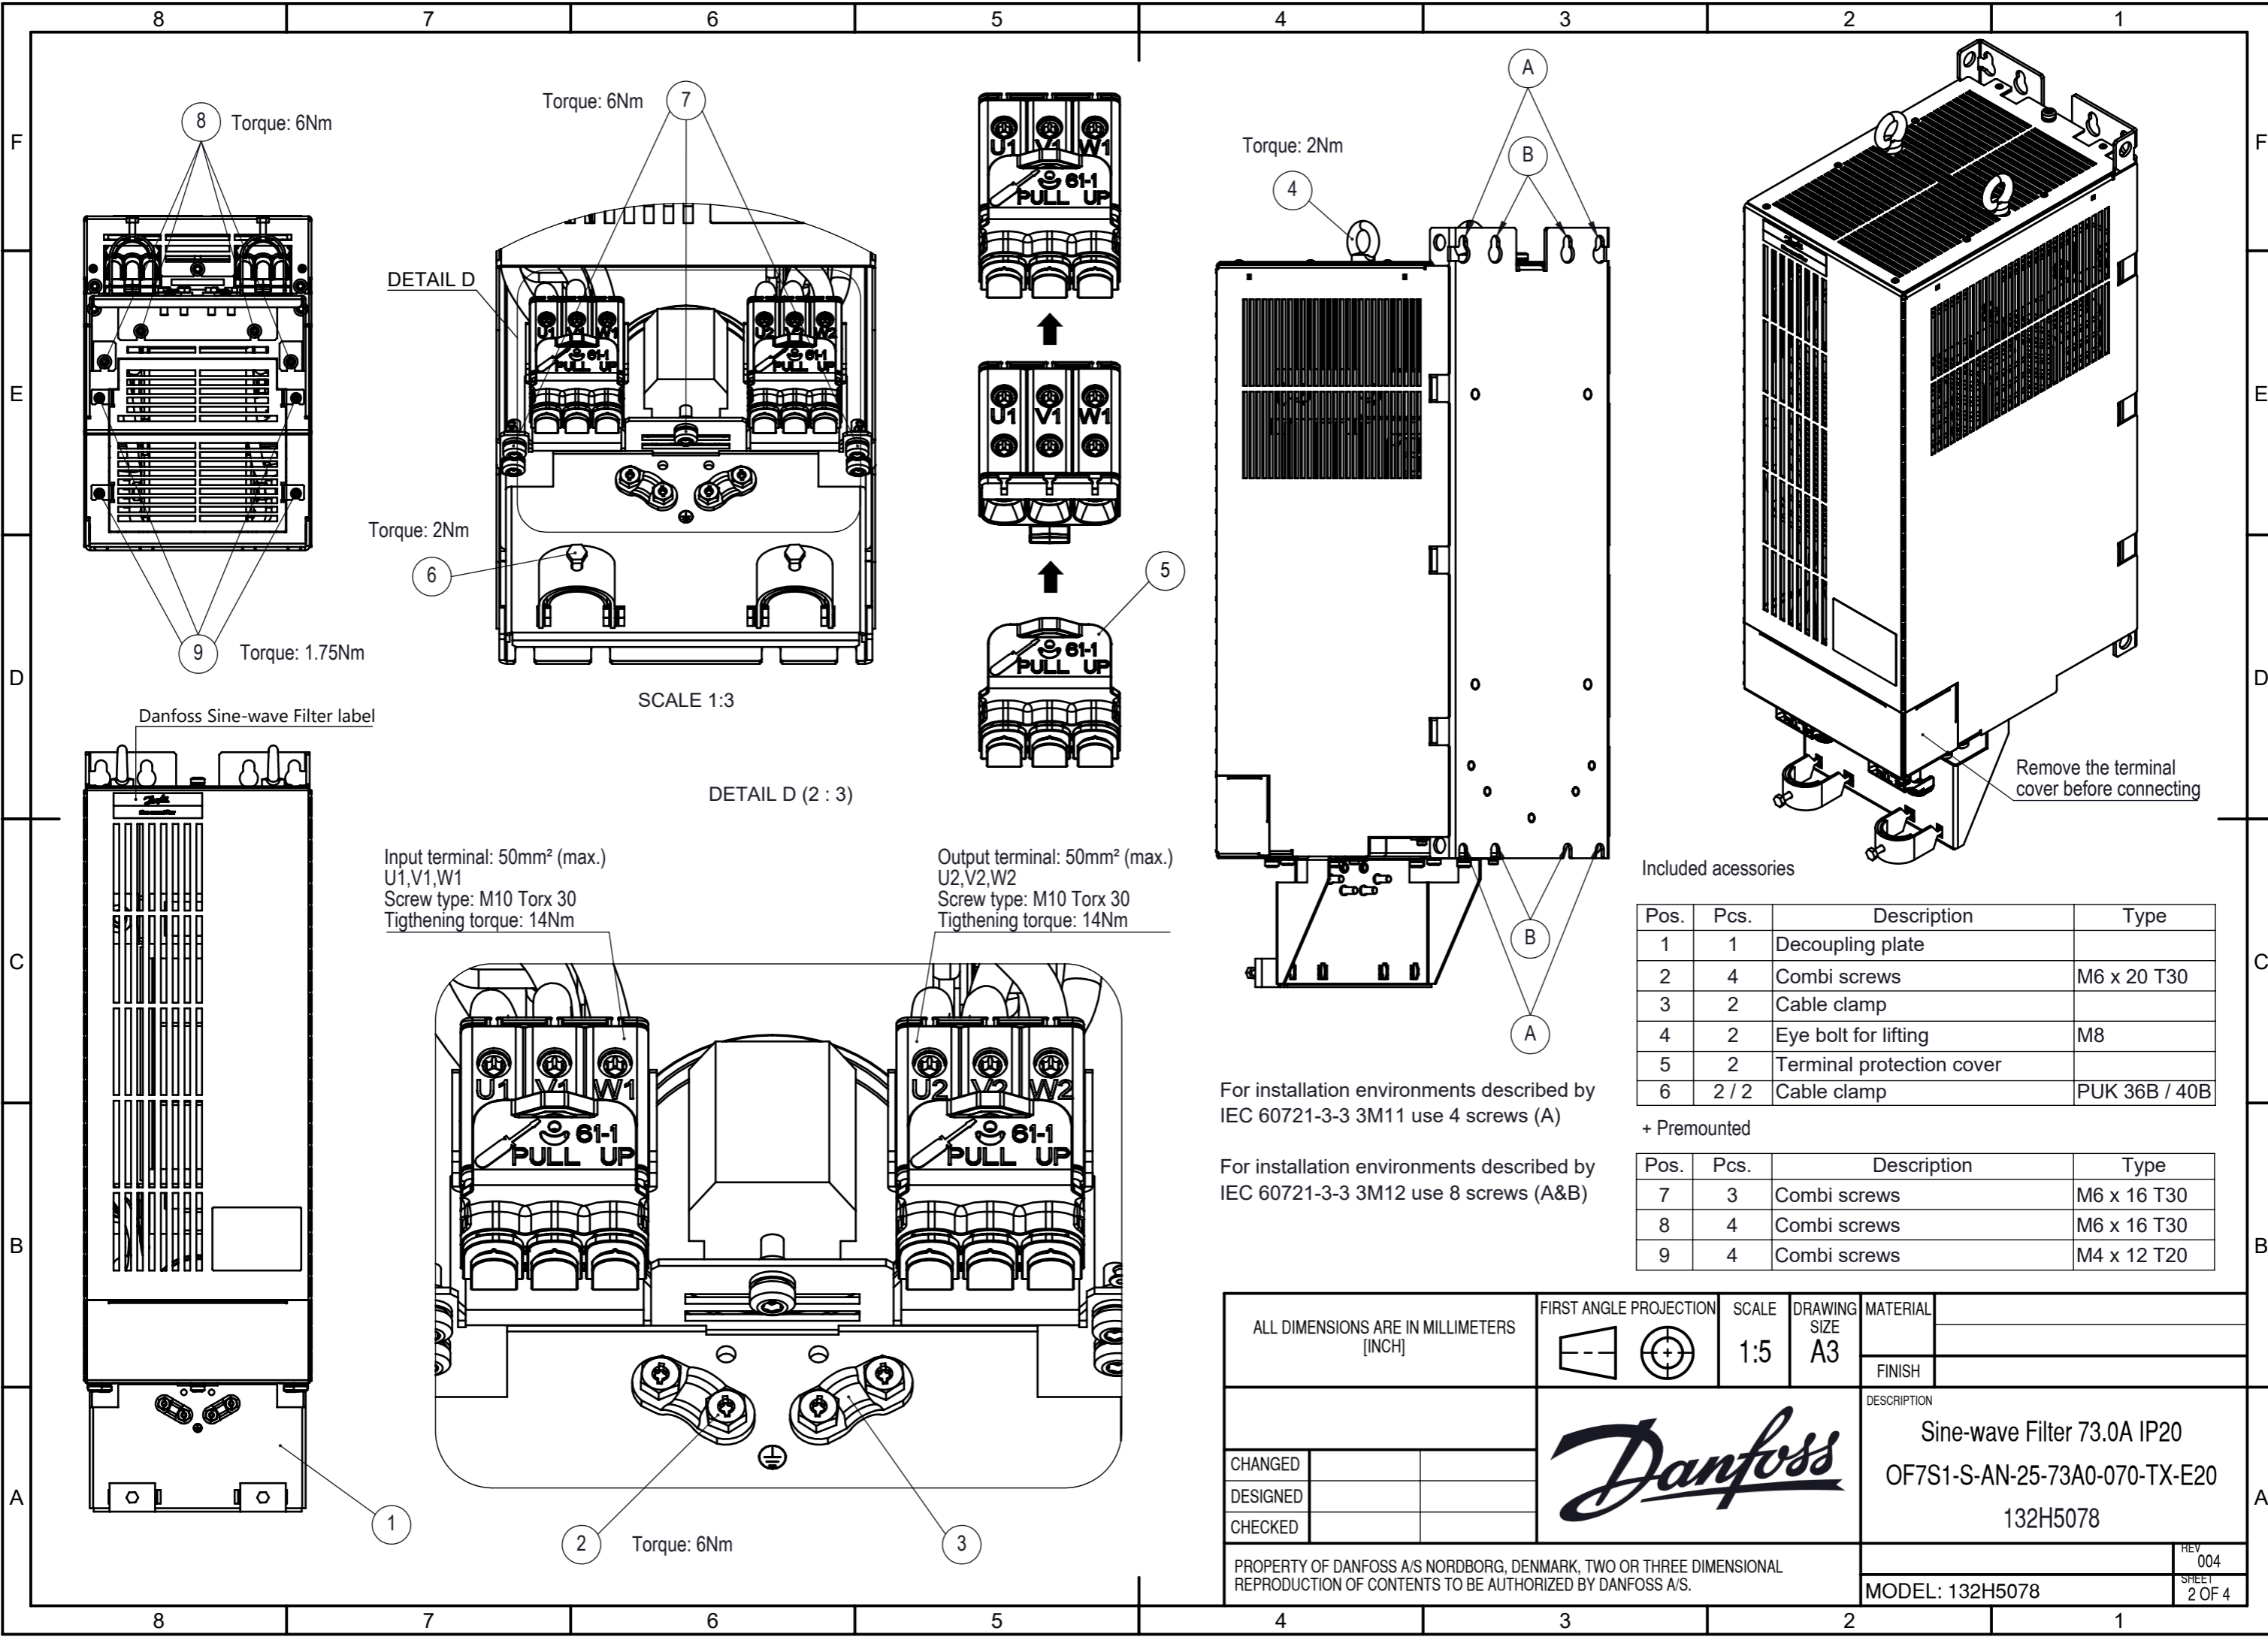 8 7 6 5 4 3 2 1
F
E
D
C
B
A
8
Torque: 6Nm
9
Torque: 1.75Nm
Danfoss Sine-wave Filter label
1
Torque: 6Nm
7
DETAIL D
U1 V1 W1
61-1
PULL UP
U2 V2 W2
61-1
PULL UP
Torque: 2Nm
6
SCALE 1:3
U1 V1 W1
61-1
PULL UP
U1 V1 W1
5
61-1
PULL UP
DETAIL D (2 : 3)
Input terminal: 50mm² (max.)
U1,V1,W1
Screw type: M10 Torx 30
Tigthening torque: 14Nm
Output terminal: 50mm² (max.)
U2,V2,W2
Screw type: M10 Torx 30
Tigthening torque: 14Nm
U1 V1 W1
61-1
PULL UP
U2 V2 W2
61-1
PULL UP
2
Torque: 6Nm
3
A
B
Torque: 2Nm
4
B
A
Remove the terminal
cover before connecting
For installation environments described by
IEC 60721-3-3 3M11 use 4 screws (A)
For installation environments described by
IEC 60721-3-3 3M12 use 8 screws (A&B)
Included acessories
Pos. Pcs. Description Type
1 1 Decoupling plate
2 4 Combi screws M6 x 20 T30
3 2 Cable clamp
4 2 Eye bolt for lifting M8
5 2 Terminal protection cover
6 2 / 2 Cable clamp PUK 36B / 40B
+ Premounted
Pos. Pcs. Description Type
7 3 Combi screws M6 x 16 T30
8 4 Combi screws M6 x 16 T30
9 4 Combi screws M4 x 12 T20
ALL DIMENSIONS ARE IN MILLIMETERS
[INCH]
FIRST ANGLE PROJECTION
SCALE
1:5
DRAWING
SIZE
A3
MATERIAL
FINISH
CHANGED
DESIGNED
CHECKED
Danfoss
DESCRIPTION
Sine-wave Filter 73.0A IP20
OF7S1-S-AN-25-73A0-070-TX-E20
132H5078
PROPERTY OF DANFOSS A/S NORDBORG, DENMARK, TWO OR THREE DIMENSIONAL
REPRODUCTION OF CONTENTS TO BE AUTHORIZED BY DANFOSS A/S.
MODEL: 132H5078
REV
004
SHEET
2 OF 4
F
E
D
C
B
A
8 7 6 5 4 3 2 1